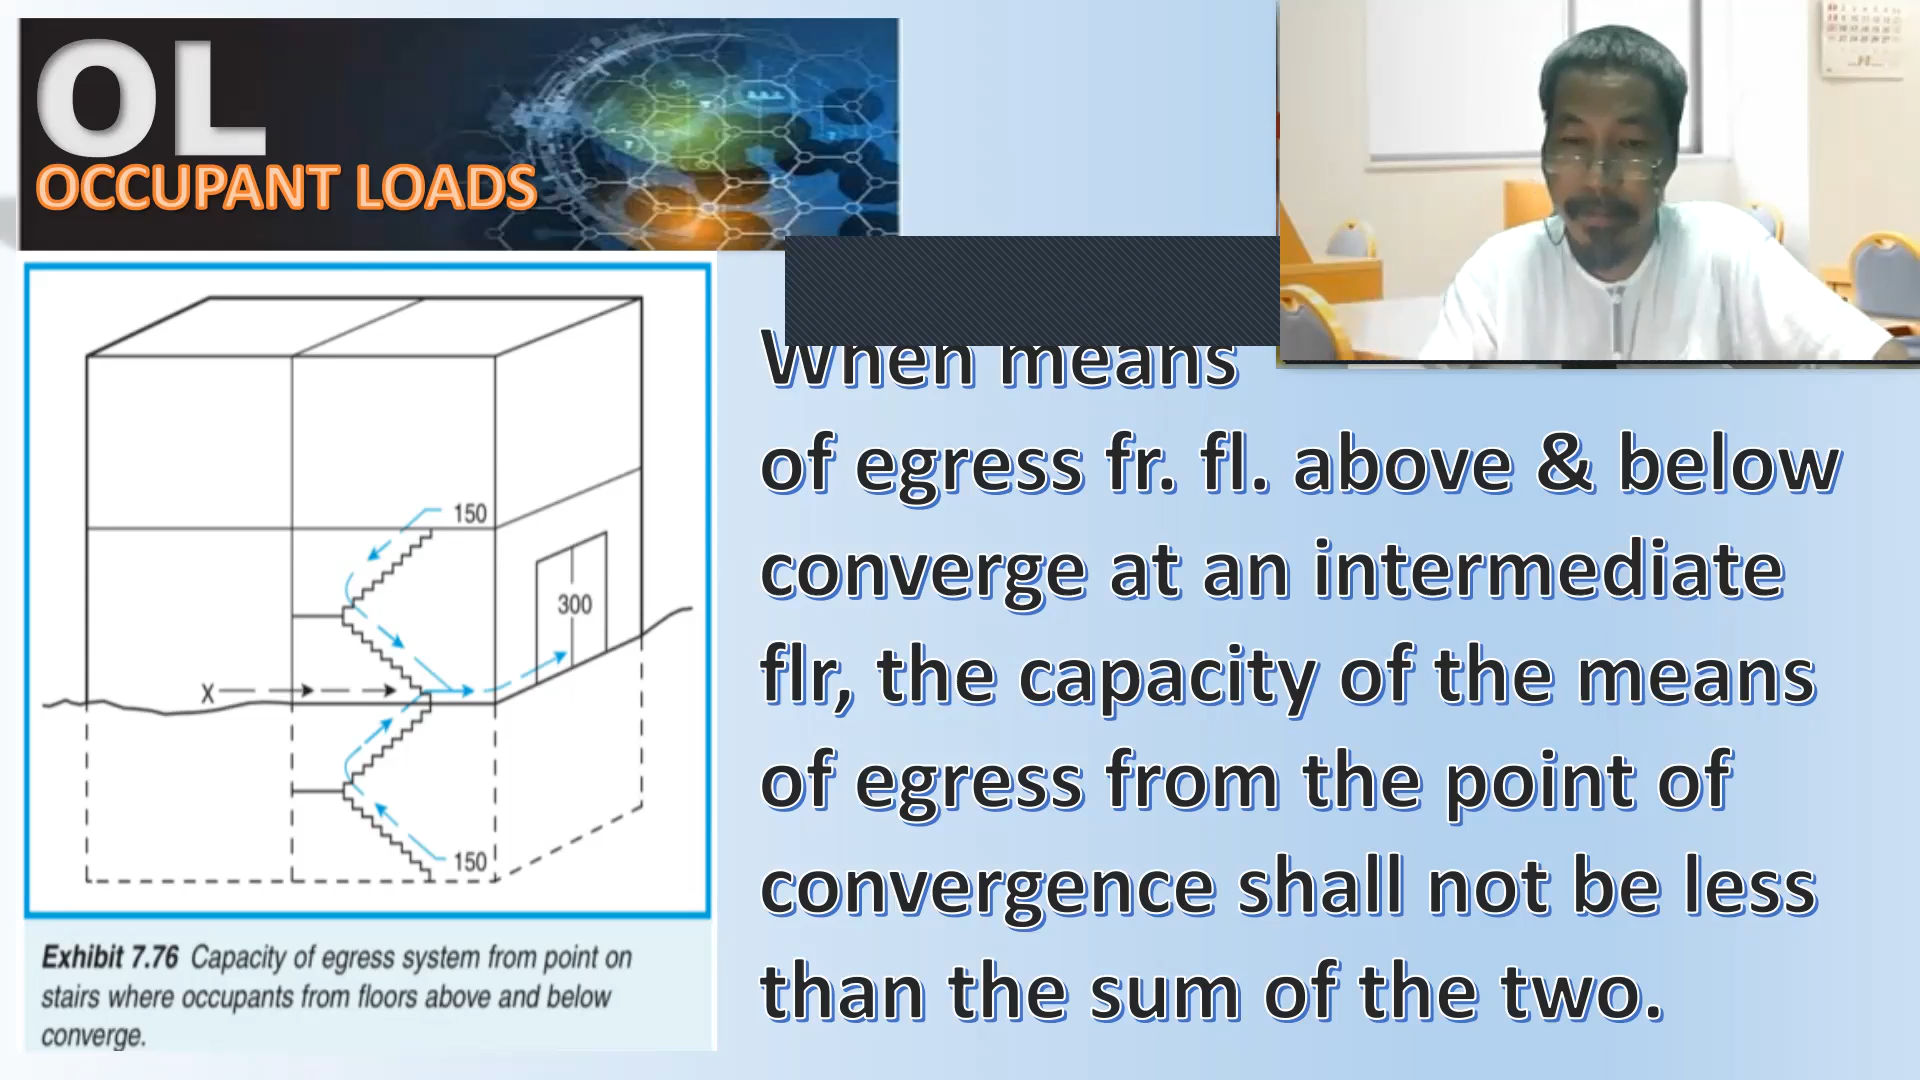 OL
OCCUPANT LOADS
150
300
X
150
Exhibit 7.76 Capacity of egress system from point on
stairs where occupants from floors above and below
converge.
When means
of egress fr. fl. above & below
converge at an intermediate
flr, the capacity of the means
of egress from the point of
convergence shall not be less
than the sum of the two.